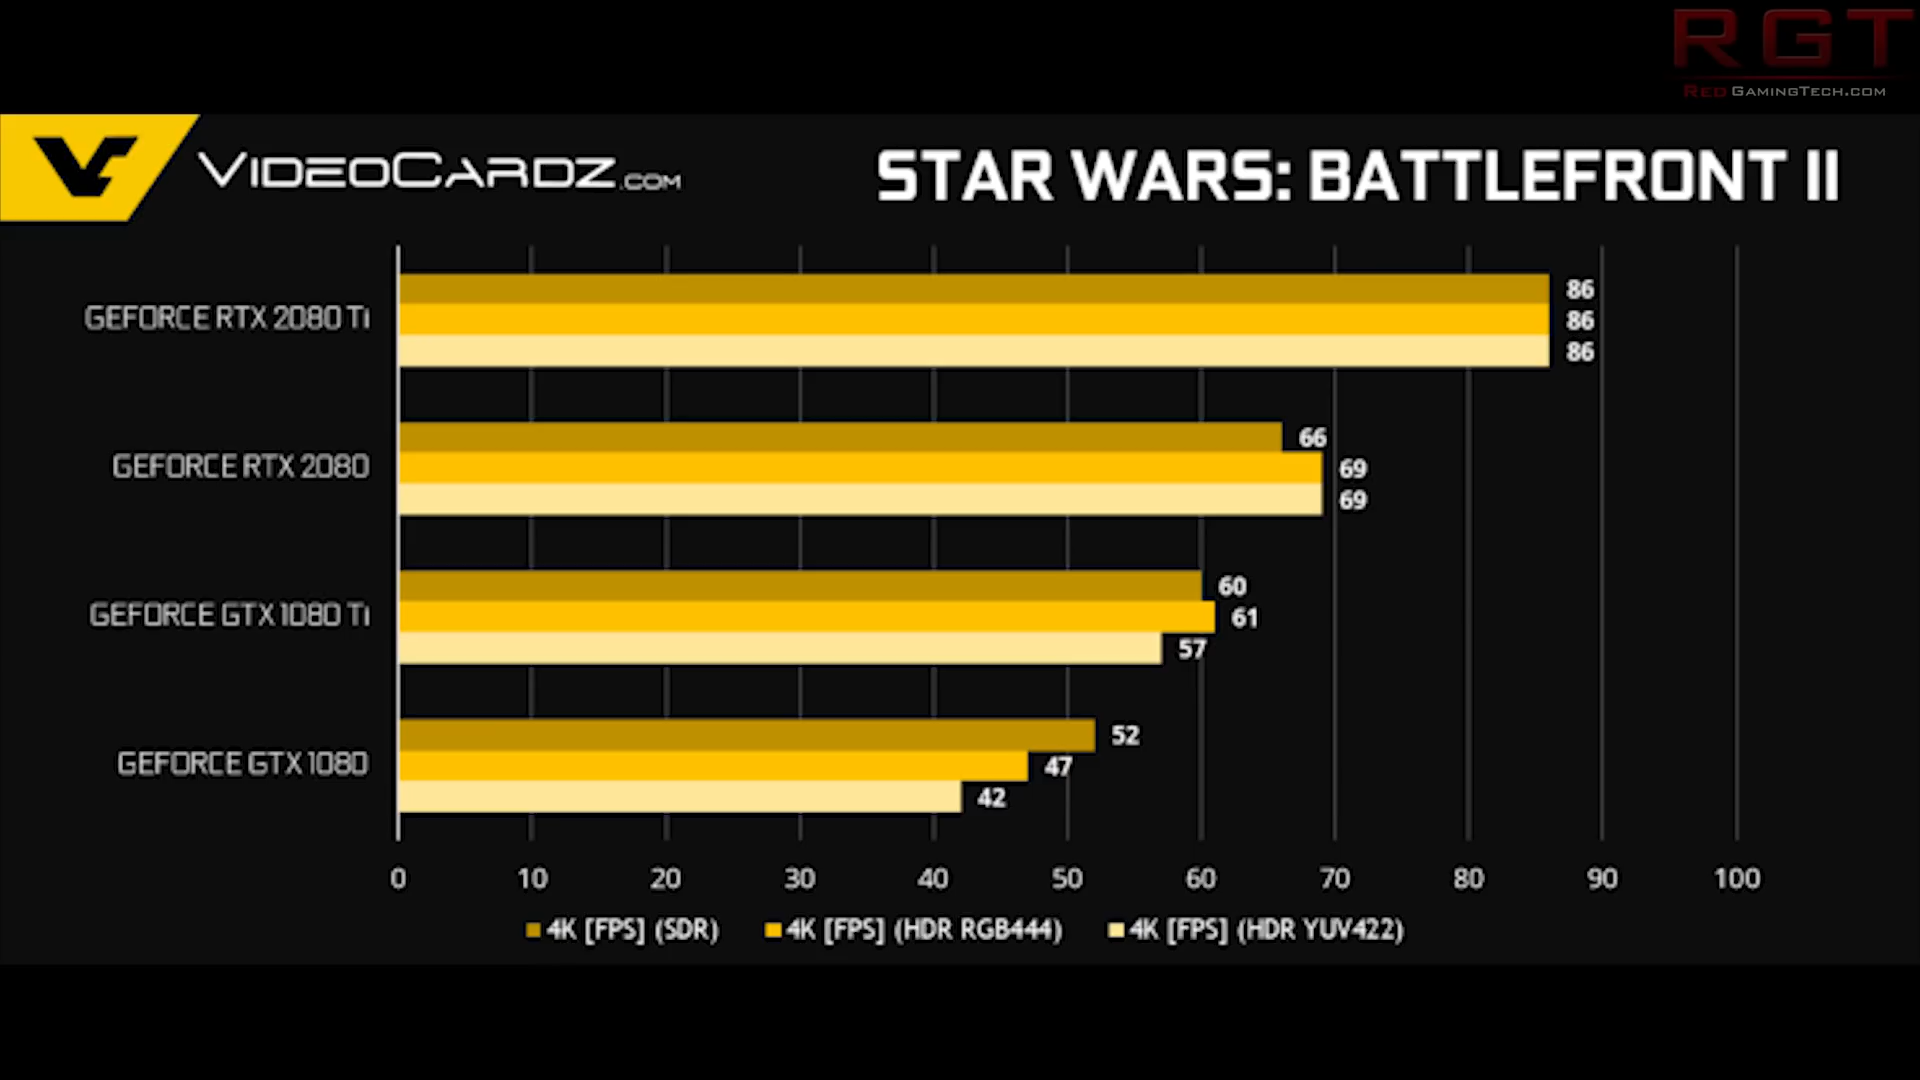 RGT
RED GAMINGTECH.COM
VIDEOCARDZ.COM
STAR WARS: BATTLEFRONT II
GEFORCE RTX 2080 Ti
86
86
86
GEFORCE RTX 2080
66
69
69
GEFORCE GTX 1080 Ti
60
61
57
GEFORCE GTX 1080
52
47
42
0 10 20 30 40 50 60 70 80 90 100
4K [FPS] (SDR) 4K [FPS] (HDR RGB444) 4K [FPS] (HDR YUV422)